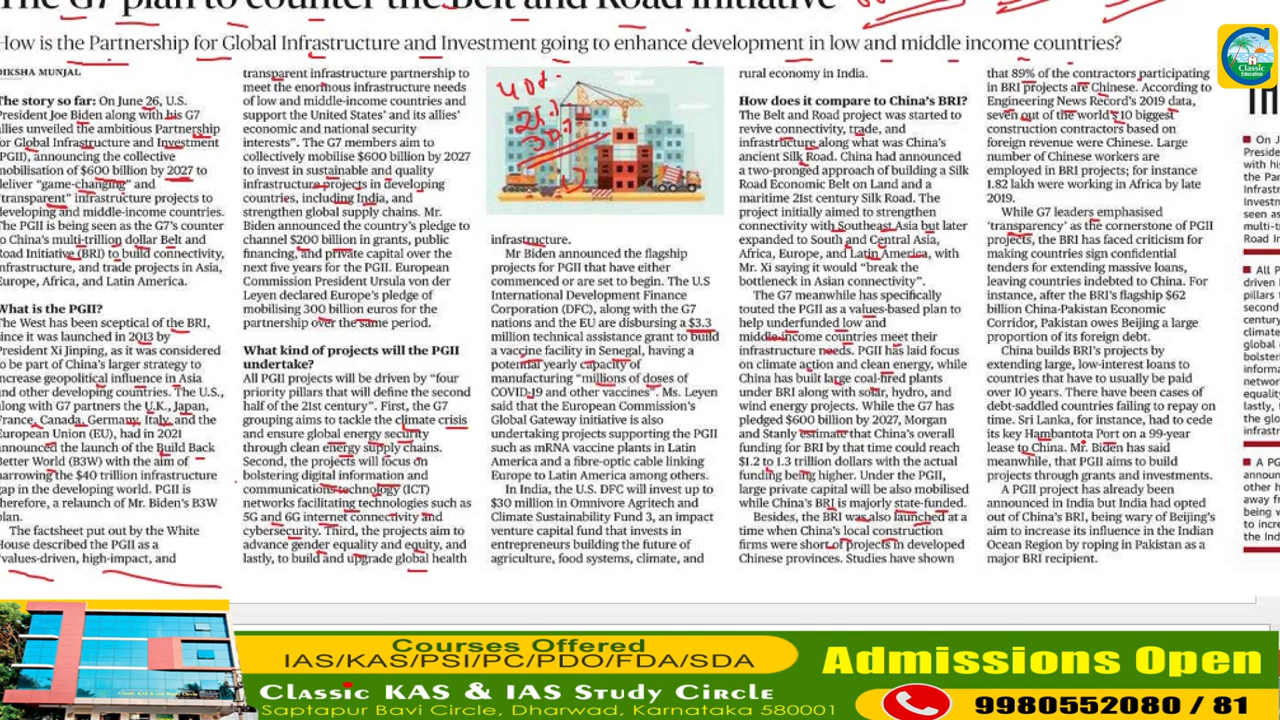 The G7 plan to counter the Belt and Road Initiative
How is the Partnership for Global Infrastructure and Investment going to enhance development in low and middle income countries?
DIKSHA MUNJAL
The story so far: On June 26, U.S.
President Joe Biden along with his G7
allies unveiled the ambitious Partnership
for Global Infrastructure and Investment
(PGII), announcing the collective
mobilisation of $600 billion by 2027 to
deliver “game-changing” and
“transparent” infrastructure projects to
developing and middle-income countries.
The PGII is being seen as the G7's counter
to China's multi-trillion dollar Belt and
Road Initiative (BRI) to build connectivity,
infrastructure, and trade projects in Asia,
Europe, Africa, and Latin America.
What is the PGII?
The West has been sceptical of the BRI,
since it was launched in 2013 by
President Xi Jinping, as it was considered
to be part of China's larger strategy to
increase geopolitical influence in Asia
and other developing countries. The U.S.,
along with G7 partners the U.K., Japan,
France, Canada, Germany, Italy, and the
European Union (EU), had in 2021
announced the launch of the Build Back
Better World (B3W) with the aim of
narrowing the $40 trillion infrastructure
gap in the developing world. PGII is
therefore, a relaunch of Mr. Biden's B3W
plan.
The factsheet put out by the White
House described the PGII as a
“values-driven, high-impact, and
transparent infrastructure partnership to
meet the enormous infrastructure needs
of low and middle-income countries and
support the United States' and its allies'
economic and national security
interests”. The G7 members aim to
collectively mobilise $600 billion by 2027
to invest in sustainable and quality
infrastructure projects in developing
countries, including India, and
strengthen global supply chains. Mr.
Biden announced the country's pledge to
channel $200 billion in grants, public
financing, and private capital over the
next five years for the PGII. European
Commission President Ursula von der
Leyen declared Europe's pledge of
mobilising 300 billion euros for the
partnership over the same period.
What kind of projects will the PGII
undertake?
All PGII projects will be driven by “four
priority pillars that will define the second
half of the 21st century”. First, the G7
grouping aims to tackle the climate crisis
and ensure global energy security
through clean energy supply chains.
Second, the projects will focus on
bolstering digital information and
communications technology (ICT)
networks facilitating technologies such as
5G and 6G internet connectivity and
cybersecurity. Third, the projects aim to
advance gender equality and equity, and
lastly, to build and upgrade global health
infrastructure.
Mr Biden announced the flagship
projects for PGII that have either
commenced or are set to begin. The U.S
International Development Finance
Corporation (DFC), along with the G7
nations and the EU are disbursing a $3.3
million technical assistance grant to build
a vaccine facility in Senegal, having a
potential yearly capacity of
manufacturing “millions of doses of
COVID-19 and other vaccines”. Ms. Leyen
said that the European Commission's
Global Gateway initiative is also
undertaking projects supporting the PGII
such as mRNA vaccine plants in Latin
America and a fibre-optic cable linking
Europe to Latin America among others.
In India, the U.S. DFC will invest up to
$30 million in Omnivore Agritech and
Climate Sustainability Fund 3, an impact
venture capital fund that invests in
entrepreneurs building the future of
agriculture, food systems, climate, and
rural economy in India.
How does it compare to China's BRI?
The Belt and Road project was started to
revive connectivity, trade, and
infrastructure along what was China's
ancient Silk Road. China had announced
a two-pronged approach of building a Silk
Road Economic Belt on Land and a
maritime 21st century Silk Road. The
project initially aimed to strengthen
connectivity with Southeast Asia but later
expanded to South and Central Asia,
Africa, Europe, and Latin America, with
Mr. Xi saying it would “break the
bottleneck in Asian connectivity”.
The G7 meanwhile has specifically
touted the PGII as a values-based plan to
help underfunded low and
middle-income countries meet their
infrastructure needs. PGII has laid focus
on climate action and clean energy, while
China has built large coal-fired plants
under BRI along with solar, hydro, and
wind energy projects. While the G7 has
pledged $600 billion by 2027, Morgan
and Stanly estimate that China's overall
funding for BRI by that time could reach
$1.2 to 1.3 trillion dollars with the actual
funding being higher. Under the PGII,
large private capital will be also mobilised
while China's BRI is majorly state-funded.
Besides, the BRI was also launched at a
time when China's local construction
firms were short of projects in developed
Chinese provinces. Studies have shown
that 89% of the contractors participating
in BRI projects are Chinese. According to
Engineering News Record's 2019 data,
seven out of the world's 10 biggest
construction contractors based on
foreign revenue were Chinese. Large
number of Chinese workers are
employed in BRI projects; for instance
1.82 lakh were working in Africa by late
2019.
While G7 leaders emphasised
'transparency' as the cornerstone of PGII
projects, the BRI has faced criticism for
making countries sign confidential
tenders for extending massive loans,
leaving countries indebted to China. For
instance, after the BRI's flagship $62
billion China-Pakistan Economic
Corridor, Pakistan owes Beijing a large
proportion of its foreign debt.
China builds BRI's projects by
extending large, low-interest loans to
countries that have to usually be paid
over 10 years. There have been cases of
debt-saddled countries failing to repay on
time. Sri Lanka, for instance, had to cede
its key Hambantota Port on a 99-year
lease to China. Mr. Biden has said
meanwhile, that PGII aims to build
projects through grants and investments.
A PGII project has already been
announced in India but India had opted
out of China's BRI, being wary of Beijing's
aim to increase its influence in the Indian
Ocean Region by roping in Pakistan as a
major BRI recipient.
Classic
Education
Courses Offered
IAS/KAS/PSI/PC/PDO/FDA/SDA
Classic KAS & IAS Study Circle
Saptapur Bavi Circle, Dharwad, Karnataka 580001
Admissions Open
9980552080 / 81